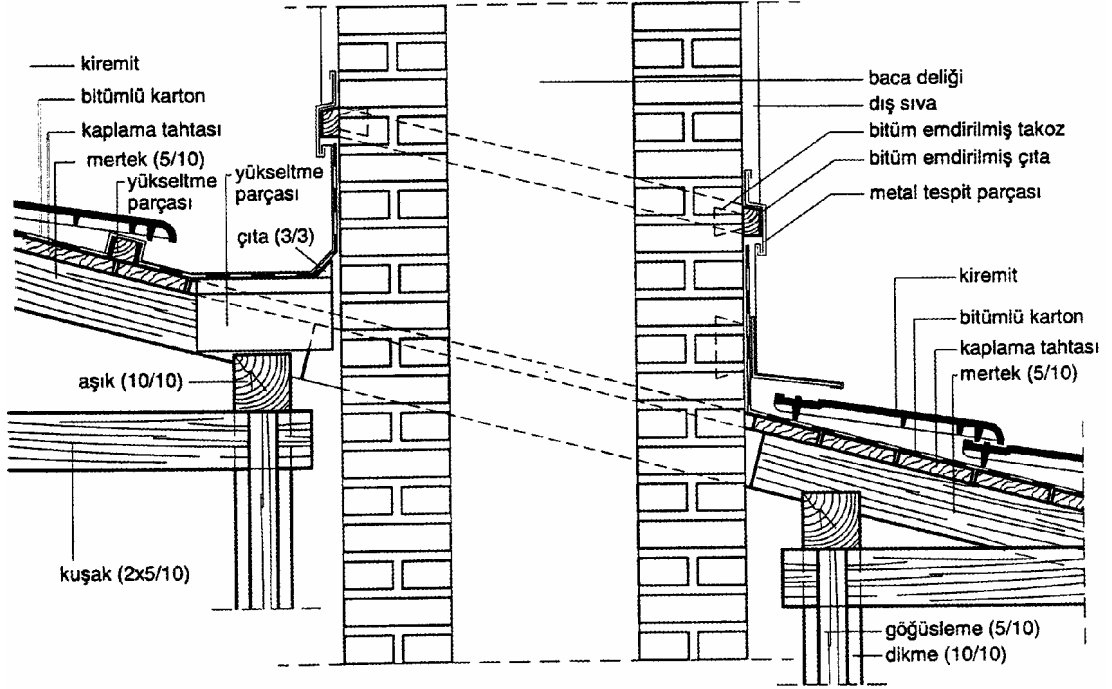 kiremit
bitümlü karton
kaplama tahtası
mertek (5/10)
yükseltme
parçası
yükseltme
parçası
çıta (3/3)
aşık (10/10)
kuşak (2x5/10)
baca deliği
dış sıva
bitüm emdirilmiş takoz
bitüm emdirilmiş çıta
metal tespit parçası
kiremit
bitümlü karton
kaplama tahtası
mertek (5/10)
göğüsleme (5/10)
dikme (10/10)